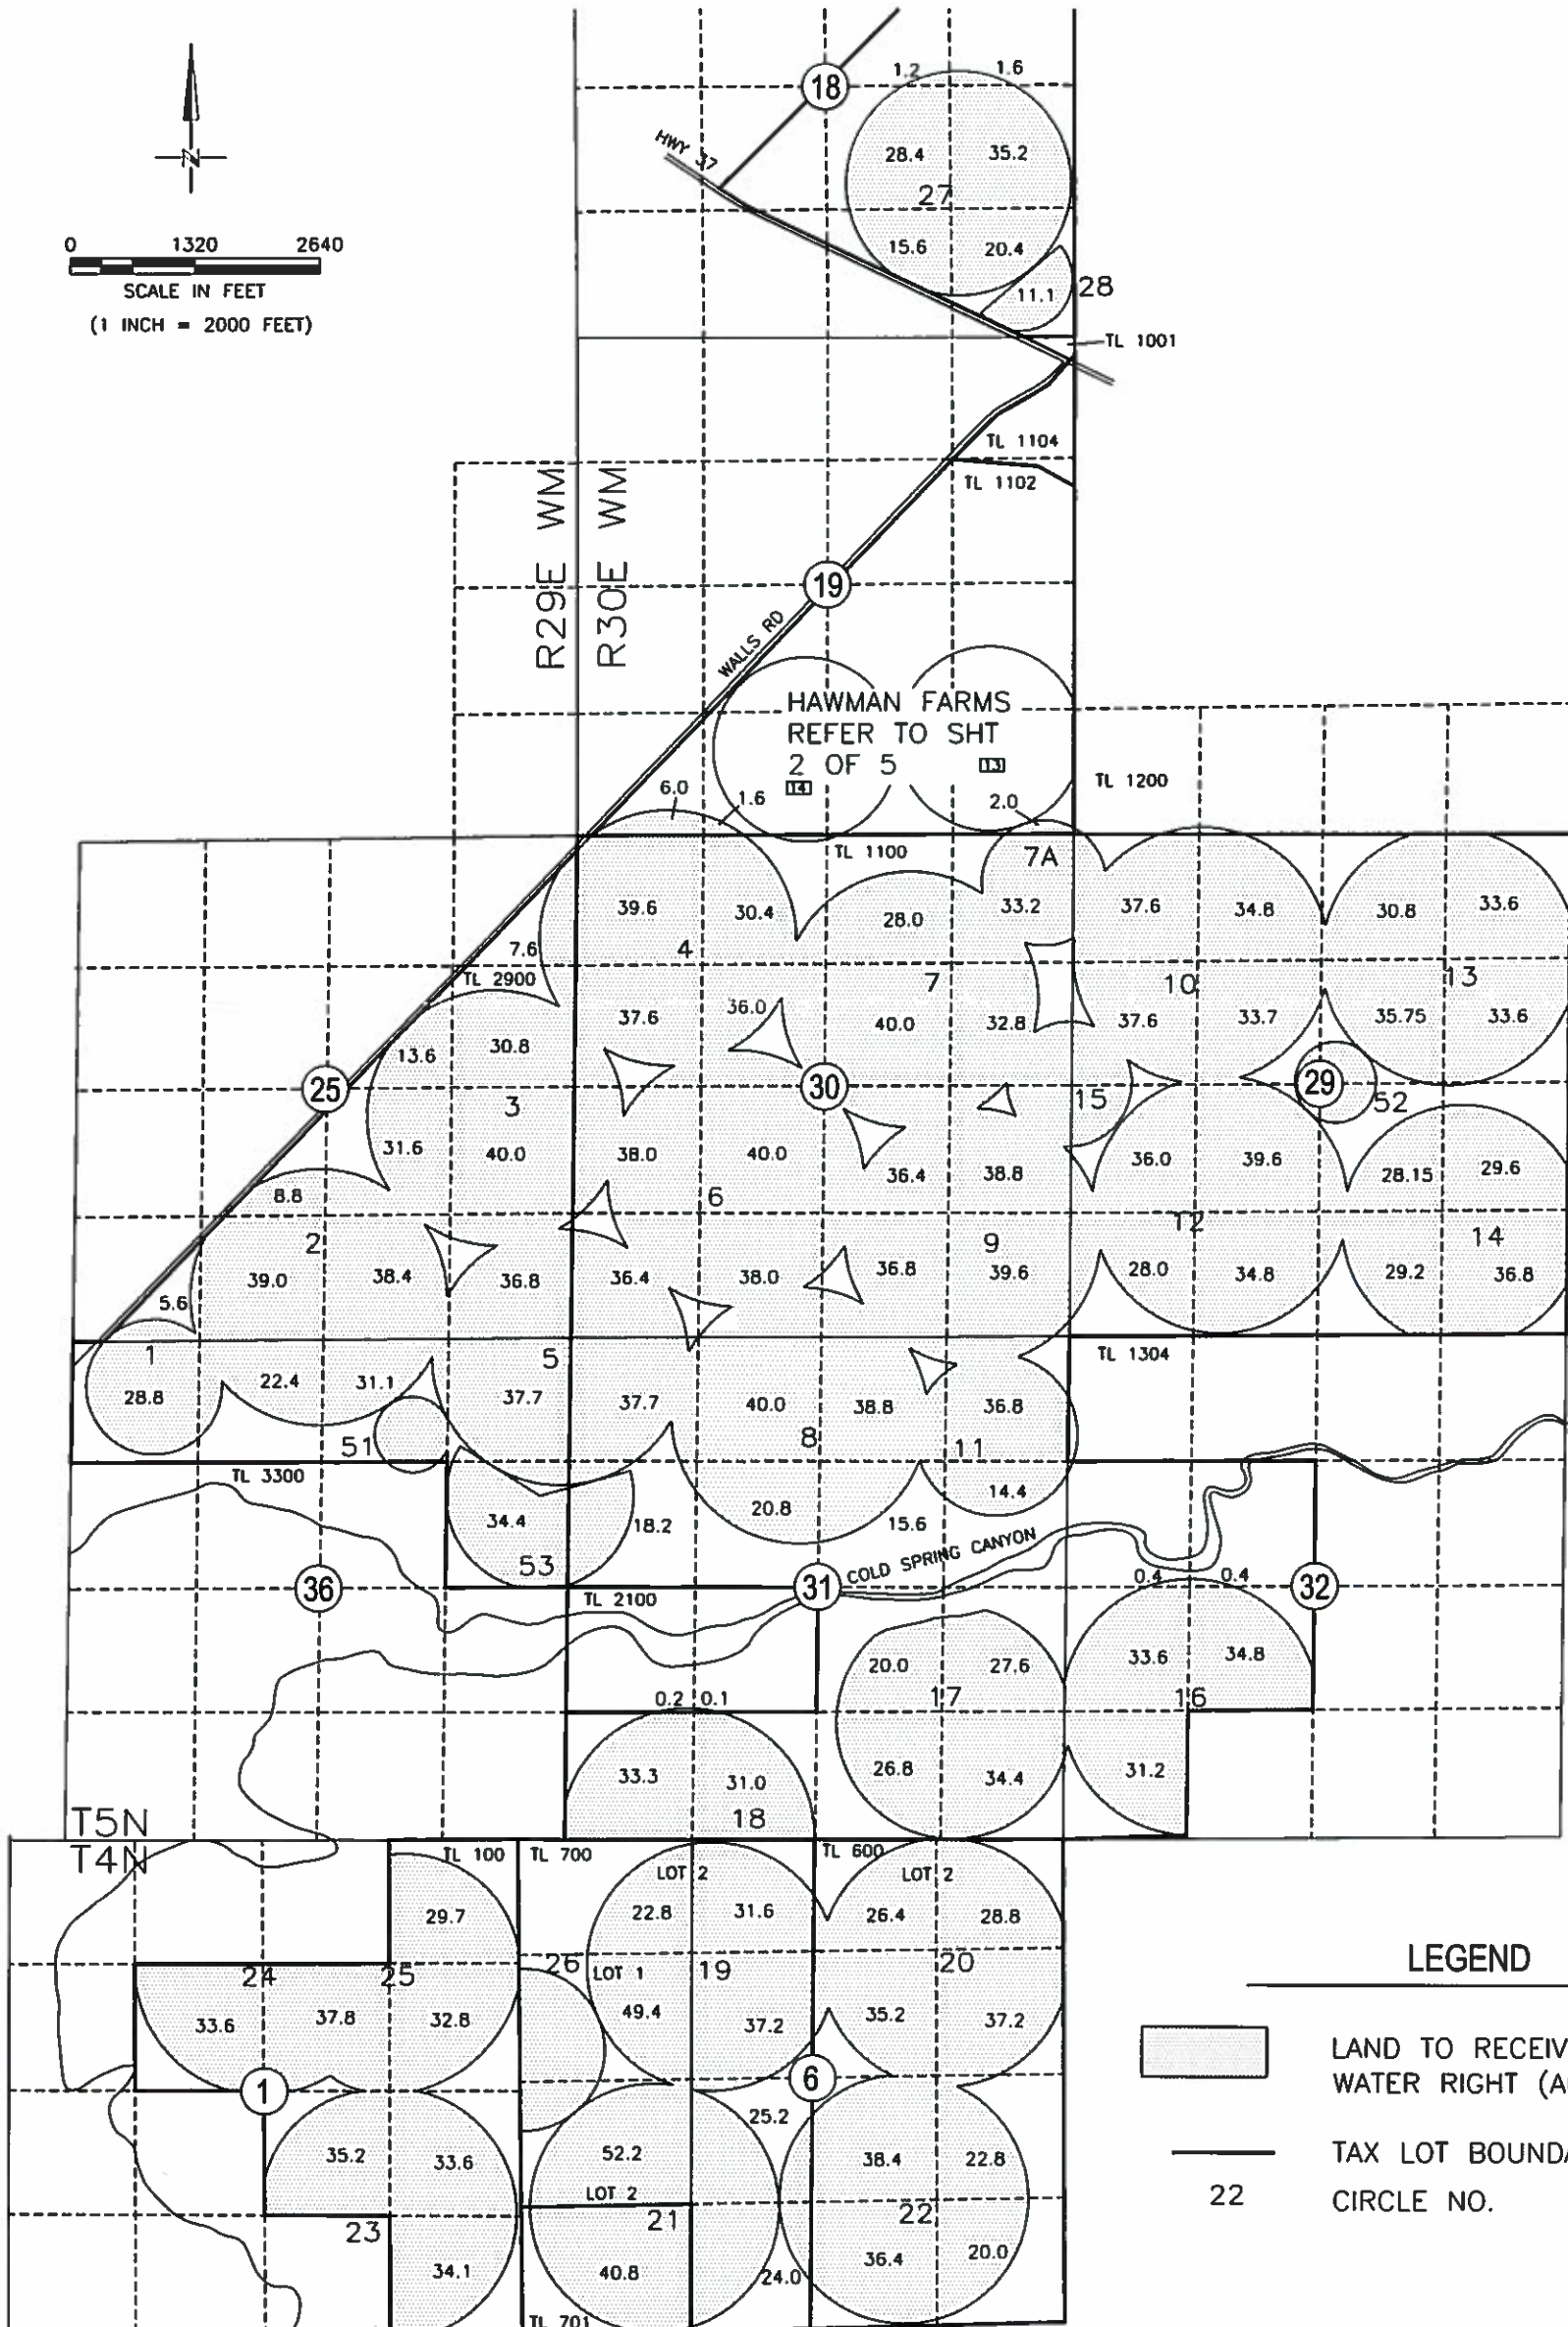 18
1.2 1.6
HWY 37
28.4 35.2
27
15.6 20.4
11.1 28
N
0 1320 2640
SCALE IN FEET
(1 INCH = 2000 FEET)
TL 1001
TL 1104
TL 1102
R29E WM
R30E WM
19
WALLS RD
HAWMAN FARMS
REFER TO SHT
2 OF 5
13
14
TL 1200
6.0 1.6 2.0
TL 1100 7A
39.6 30.4 28.0 33.2 37.6 34.8 30.8 33.6
7.6 4
TL 2900 7 10 13
37.6 36.0 40.0 32.8 37.6 33.7 35.75 33.6
13.6 30.8
25 3 30 15 29 52
31.6 40.0 38.0 40.0 36.4 38.8 36.0 39.6 28.15 29.6
8.8
2 6 9 12 14
39.0 38.4 36.8 36.4 38.0 36.8 39.6 28.0 34.8 29.2 36.8
5.6
1 5 TL 1304
28.8 22.4 31.1 37.7 37.7 40.0 38.8 36.8
51 8 11
TL 3300
34.4 18.2 20.8 15.6 14.4
53 COLD SPRING CANYON
36 31 0.4 0.4 32
TL 2100
20.0 27.6 33.6 34.8
0.2 0.1 17 16
33.3 31.0 26.8 34.4 31.2
18
T5N
T4N
TL 100 TL 700 TL 600
LOT 2 LOT 2
29.7 22.8 31.6 26.4 28.8
24 25 26 LOT 1 19 20
33.6 37.8 32.8 49.4 37.2 35.2 37.2
1 6
25.2
35.2 33.6 52.2 38.4 22.8
LOT 2
23 21 22
34.1 40.8 24.0 36.4 20.0
TL 701
LEGEND
LAND TO RECEIV
WATER RIGHT (A
TAX LOT BOUNDA
22 CIRCLE NO.